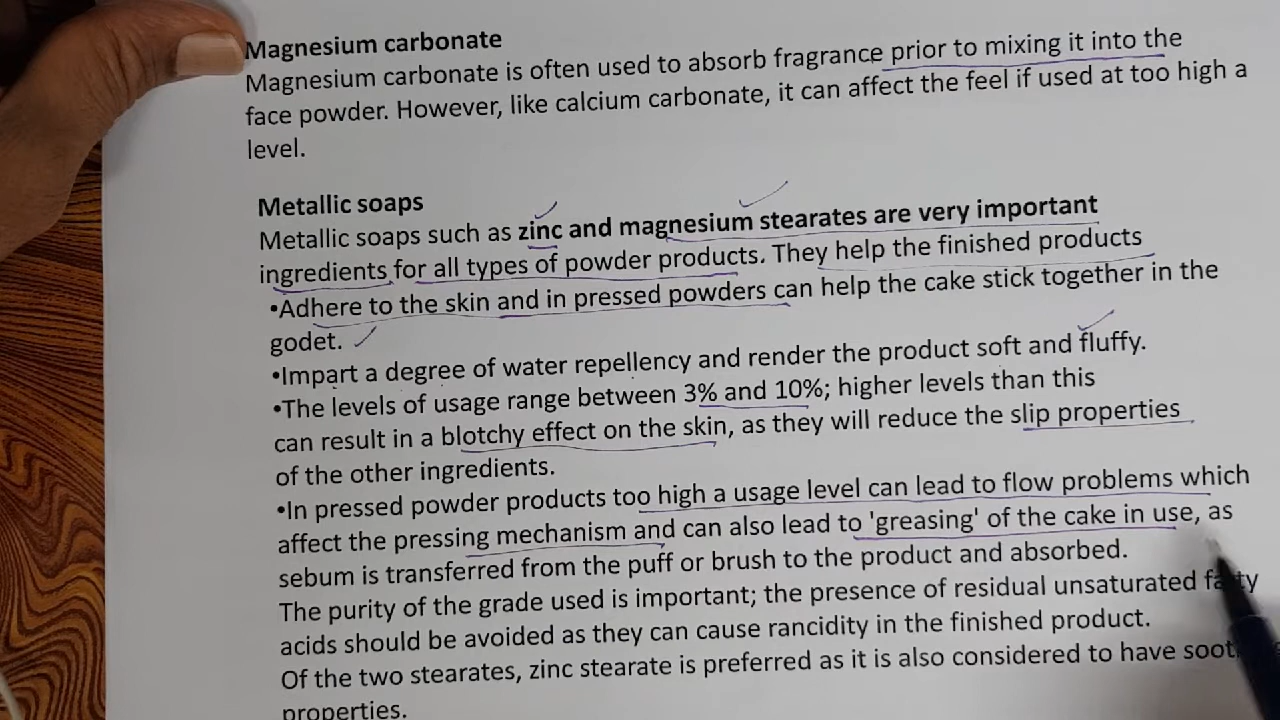 Magnesium carbonate
Magnesium carbonate is often used to absorb fragrance prior to mixing it into the
face powder. However, like calcium carbonate, it can affect the feel if used at too high a
level.
Metallic soaps
Metallic soaps such as zinc and magnesium stearates are very important
ingredients for all types of powder products. They help the finished products
•Adhere to the skin and in pressed powders can help the cake stick together in the
godet.
•Impart a degree of water repellency and render the product soft and fluffy.
•The levels of usage range between 3% and 10%; higher levels than this
can result in a blotchy effect on the skin, as they will reduce the slip properties
of the other ingredients.
•In pressed powder products too high a usage level can lead to flow problems which
affect the pressing mechanism and can also lead to 'greasing' of the cake in use, as
sebum is transferred from the puff or brush to the product and absorbed.
The purity of the grade used is important; the presence of residual unsaturated fatty
acids should be avoided as they can cause rancidity in the finished product.
Of the two stearates, zinc stearate is preferred as it is also considered to have
properties.